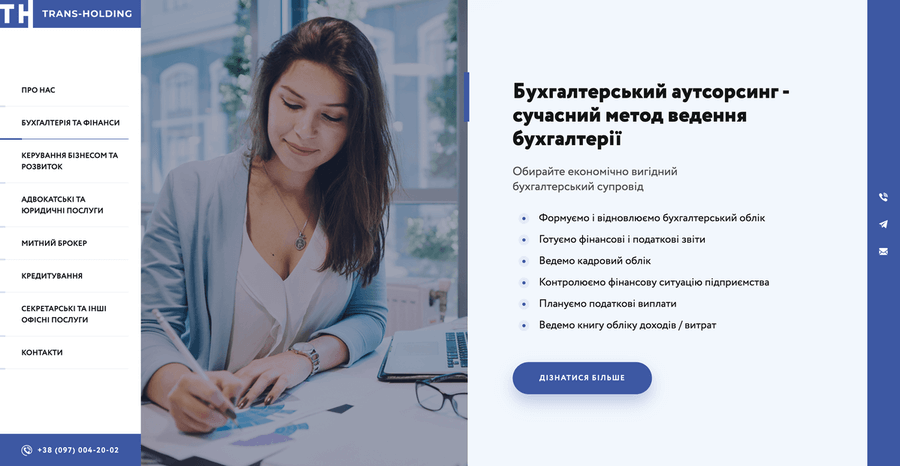 TH TRANS-HOLDING
ПРО НАС
БУХГАЛТЕРІЯ ТА ФІНАНСИ
КЕРУВАННЯ БІЗНЕСОМ ТА
РОЗВИТОК
АДВОКАТСЬКІ ТА
ЮРИДИЧНІ ПОСЛУГИ
МИТНИЙ БРОКЕР
КРЕДИТУВАННЯ
СЕКРЕТАРСЬКІ ТА ІНШІ
ОФІСНІ ПОСЛУГИ
КОНТАКТИ
+38 (097) 004-20-02
Бухгалтерський аутсорсинг -
сучасний метод ведення
бухгалтерії
Обирайте економічно вигідний
бухгалтерський супровід
Формуємо і відновлюємо бухгалтерський облік
Готуємо фінансові і податкові звіти
Ведемо кадровий облік
Контролюємо фінансову ситуацію підприємства
Плануємо податкові виплати
Ведемо книгу обліку доходів / витрат
ДІЗНАТИСЯ БІЛЬШЕ